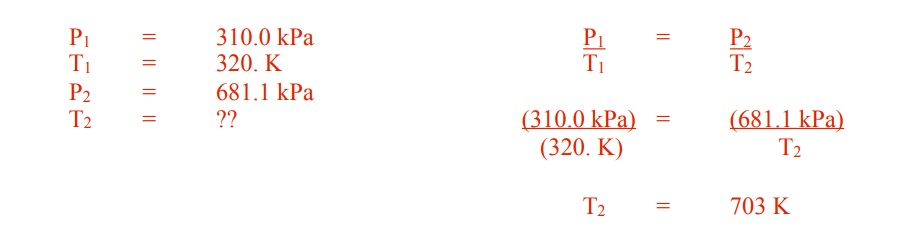 P₁ = 310.0 kPa
T₁ = 320. K
P₂ = 681.1 kPa
T₂ = ??
P₁ = P₂
T₁ T₂
(310.0 kPa) = (681.1 kPa)
(320. K) T₂
T₂ = 703 K